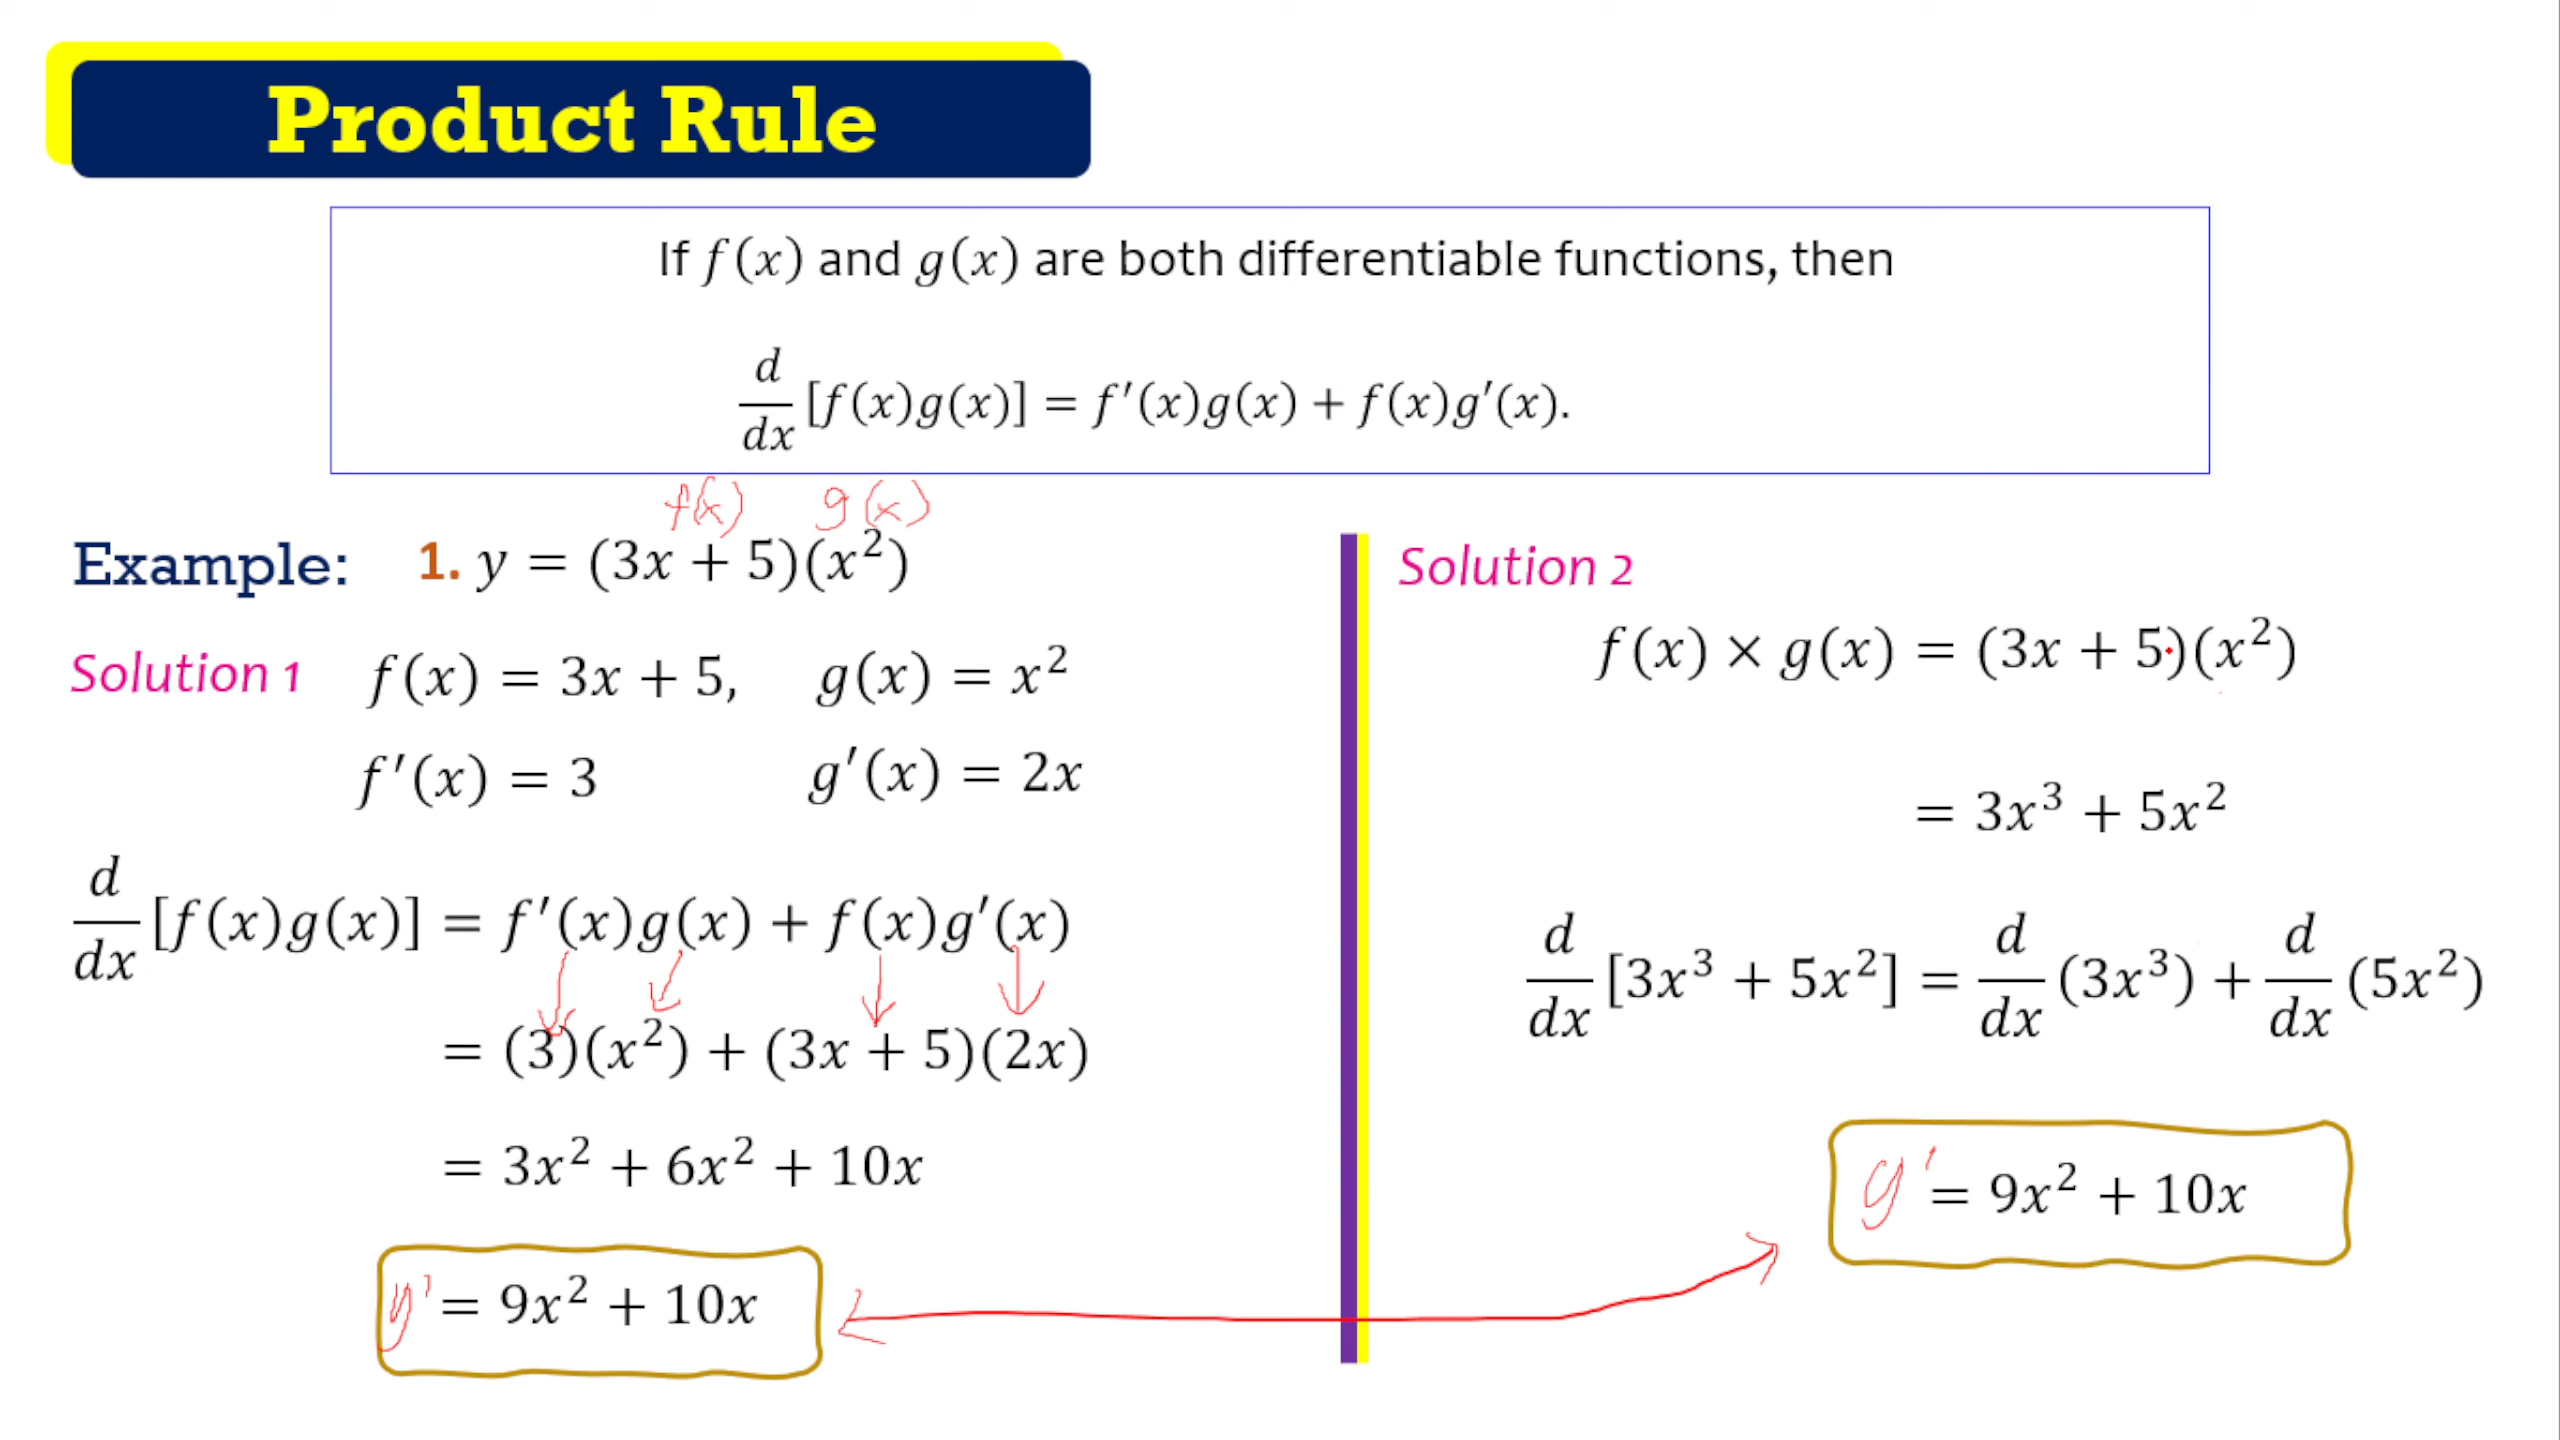 Product Rule
If f(x) and g(x) are both differentiable functions, then
d/dx [f(x)g(x)] = f′(x)g(x) + f(x)g′(x).
f(x) g(x)
Example: 1. y = (3x + 5)(x²)
Solution 1 f(x) = 3x + 5, g(x) = x²
f′(x) = 3 g′(x) = 2x
d/dx [f(x)g(x)] = f′(x)g(x) + f(x)g′(x)
= (3)(x²) + (3x + 5)(2x)
= 3x² + 6x² + 10x
y' = 9x² + 10x
Solution 2
f(x) × g(x) = (3x + 5)(x²)
= 3x³ + 5x²
d/dx [3x³ + 5x²] = d/dx (3x³) + d/dx (5x²)
y' = 9x² + 10x